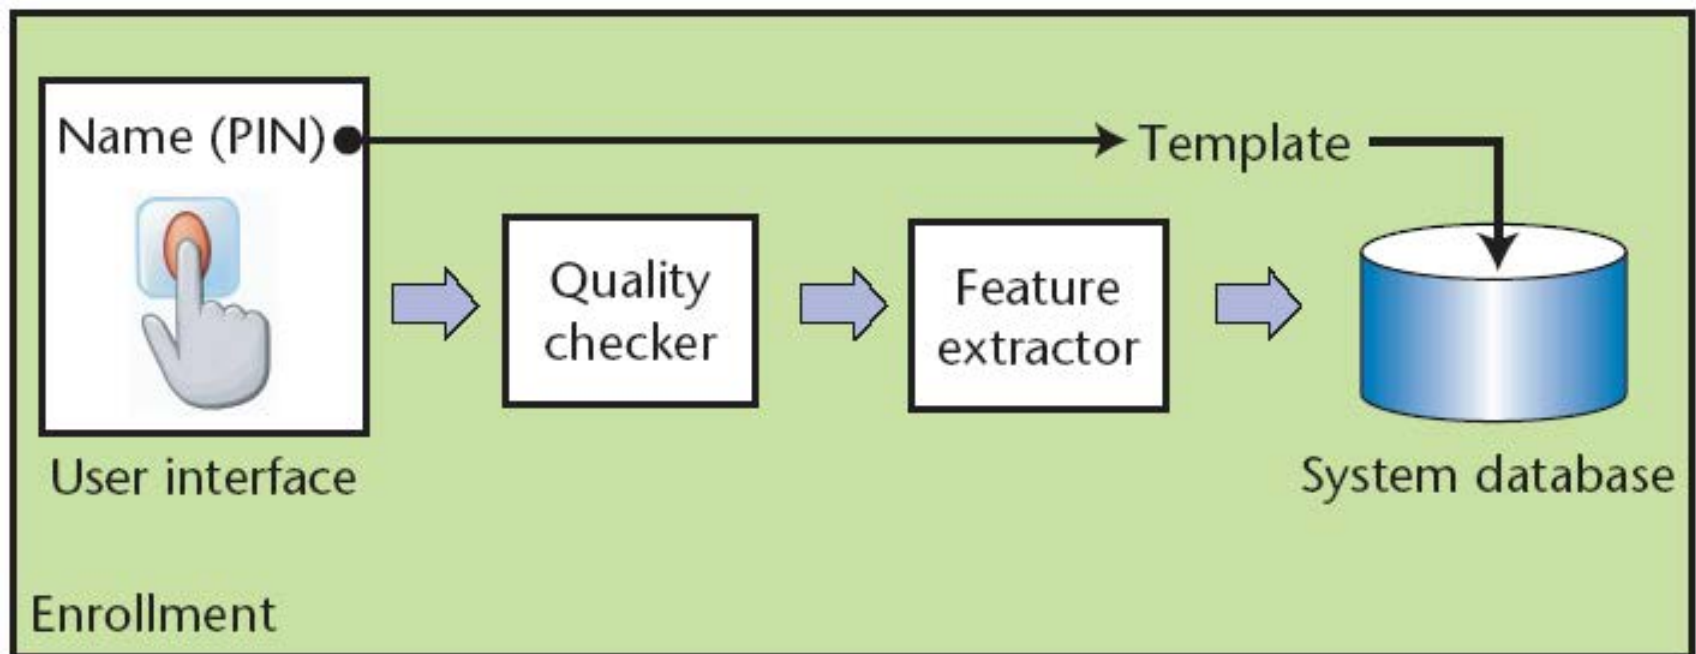 Name (PIN)
Template
Quality
checker
Feature
extractor
User interface
System database
Enrollment